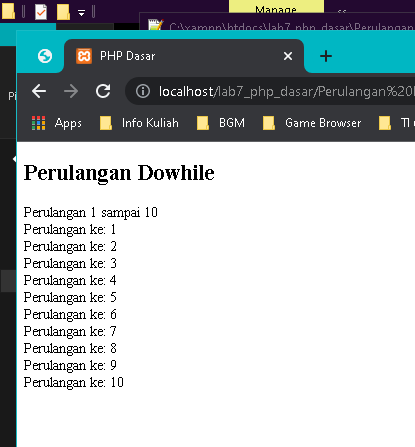 Manage
C:\xampp\htdocs\lab7_php_dasar\Perulangan
PHP Dasar
localhost/lab7_php_dasar/Perulangan%20
Apps
Info Kuliah
BGM
Game Browser
TI
Pi
Perulangan Dowhile
Perulangan 1 sampai 10
Perulangan ke: 1
Perulangan ke: 2
Perulangan ke: 3
Perulangan ke: 4
Perulangan ke: 5
Perulangan ke: 6
Perulangan ke: 7
Perulangan ke: 8
Perulangan ke: 9
Perulangan ke: 10